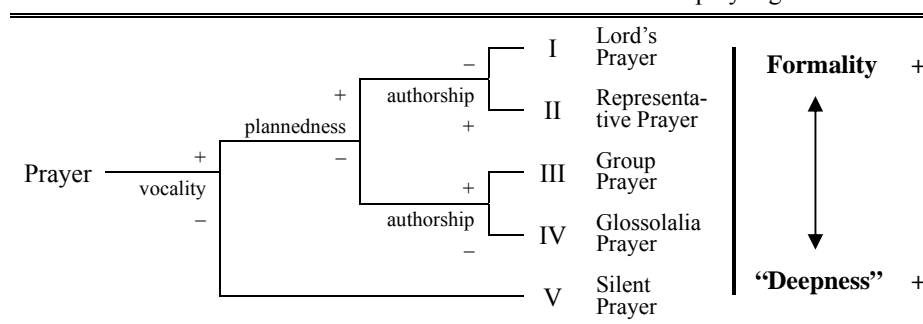 – I Lord's
Prayer
Formality +
+ authorship II Representa-
tive Prayer
plannedness +
Prayer + – + III Group
Prayer
vocality
– authorship IV Glossolalia
Prayer
–
"Deepness" +
V Silent
Prayer